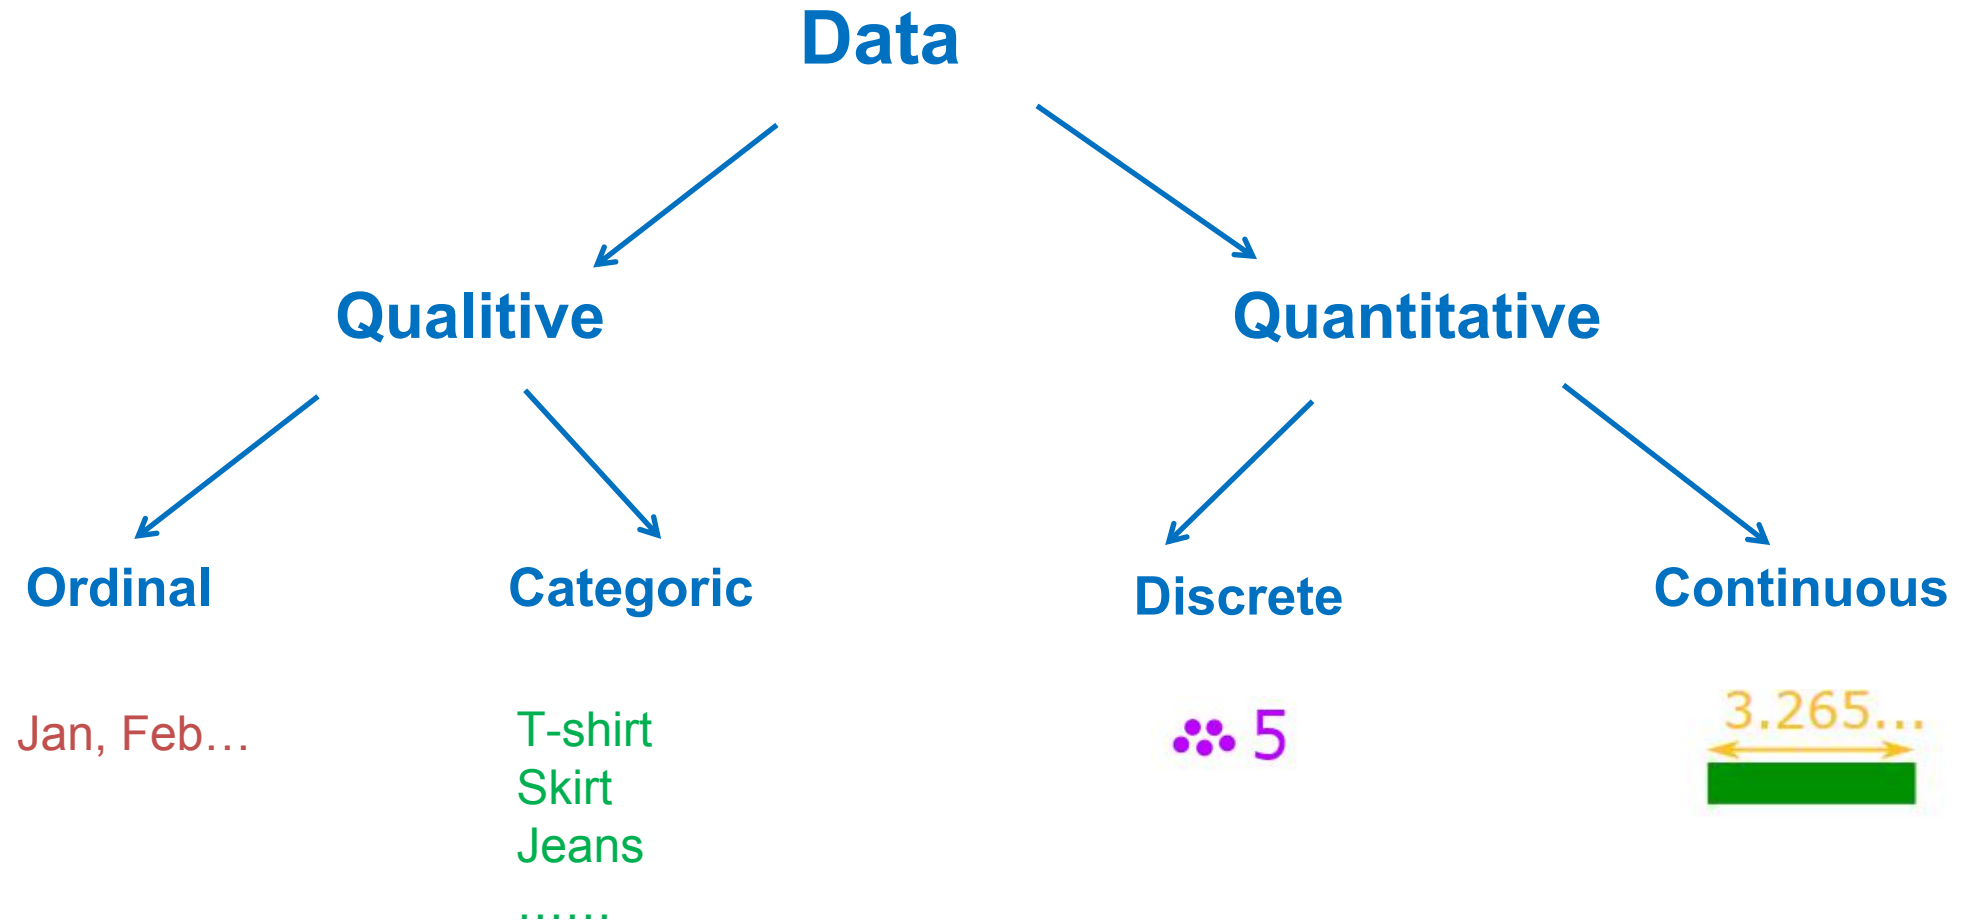 Data
Qualitive
Quantitative
Ordinal
Categoric
Discrete
Continuous
Jan, Feb…
T-shirt
Skirt
Jeans
……
5
3.265...